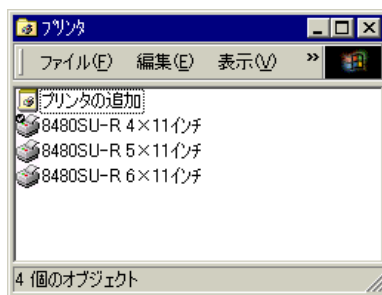 プリンタ
ファイル(F) 編集(E) 表示(V) »
プリンタの追加
8480SU-R 4×11インチ
8480SU-R 5×11インチ
8480SU-R 6×11インチ
4 個のオブジェクト